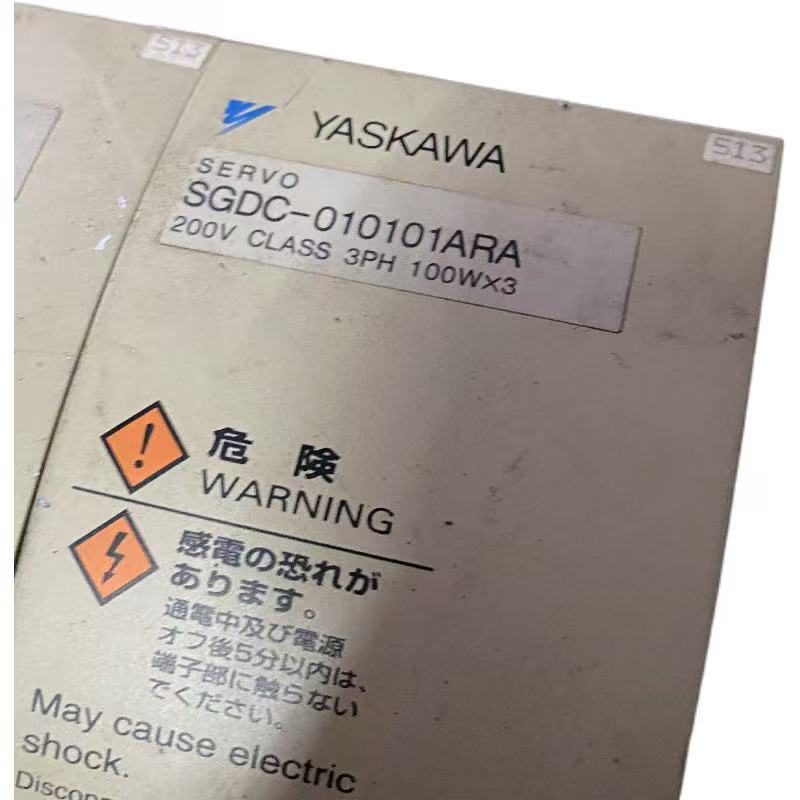 S13
YASKAWA
S13
SERVO
SGDC-010101ARA
200V CLASS 3PH 100W×3
危険
WARNING
感電の恐れが
あります。
通電中及び電源
オフ後5分以内は、
端子部に触らない
でください。
May cause electric
shock.